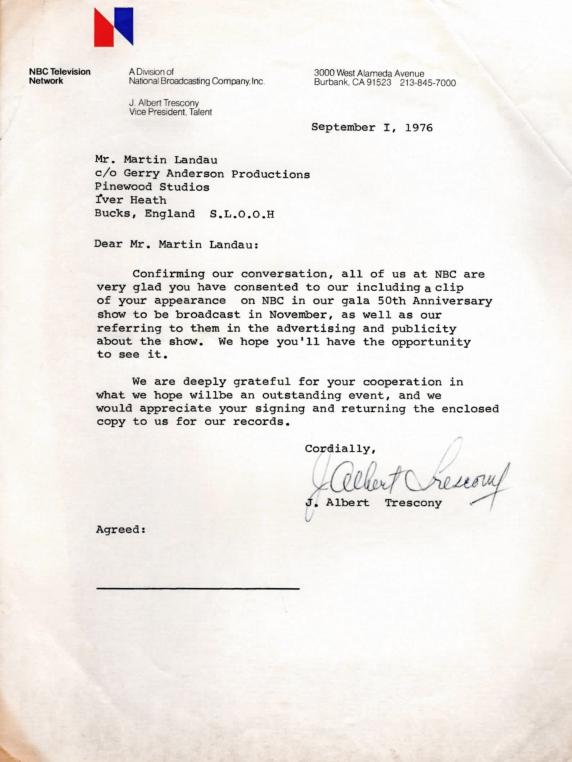 NBC Television
Network
A Division of
National Broadcasting Company, Inc.
J. Albert Trescony
Vice President, Talent
3000 West Alameda Avenue
Burbank, CA 91523 213-845-7000
September I, 1976
Mr. Martin Landau
c/o Gerry Anderson Productions
Pinewood Studios
Iver Heath
Bucks, England S.L.O.O.H
Dear Mr. Martin Landau:
Confirming our conversation, all of us at NBC are
very glad you have consented to our including a clip
of your appearance on NBC in our gala 50th Anniversary
show to be broadcast in November, as well as our
referring to them in the advertising and publicity
about the show. We hope you'll have the opportunity
to see it.
We are deeply grateful for your cooperation in
what we hope willbe an outstanding event, and we
would appreciate your signing and returning the enclosed
copy to us for our records.
Cordially,
J Albert Trescony
J. Albert Trescony
Agreed: